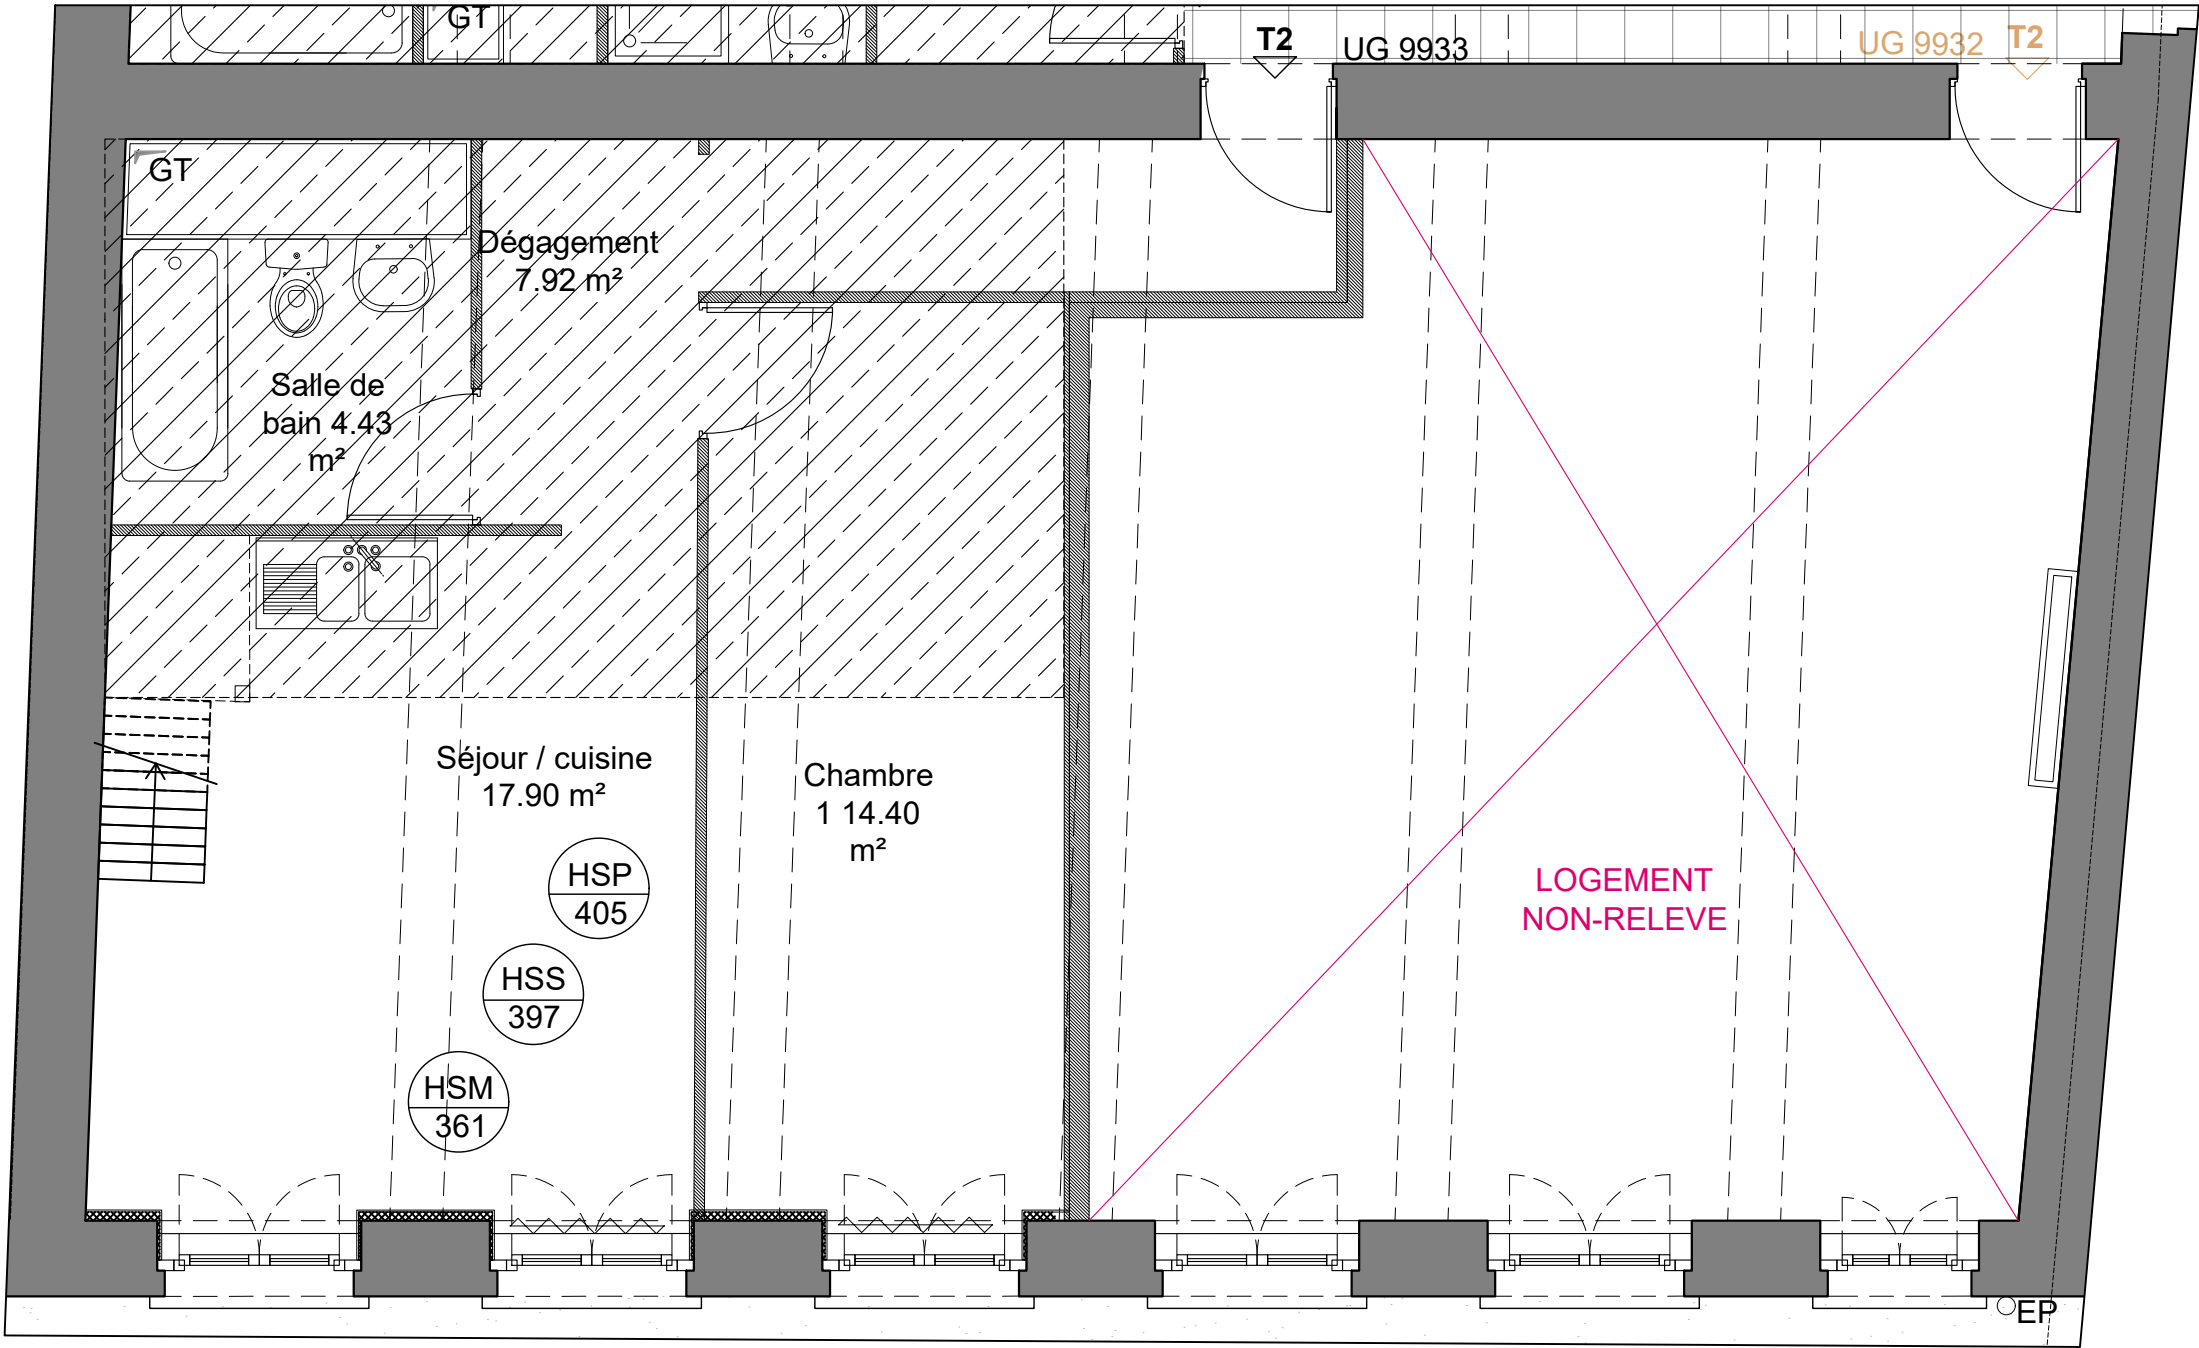 GT
T2
UG 9933
UG 9932
T2
GT
Dégagement
7.92 m²
Salle de
bain 4.43
m²
Séjour / cuisine
17.90 m²
Chambre
1 14.40
m²
HSP
405
HSS
397
HSM
361
LOGEMENT
NON-RELEVE
EP